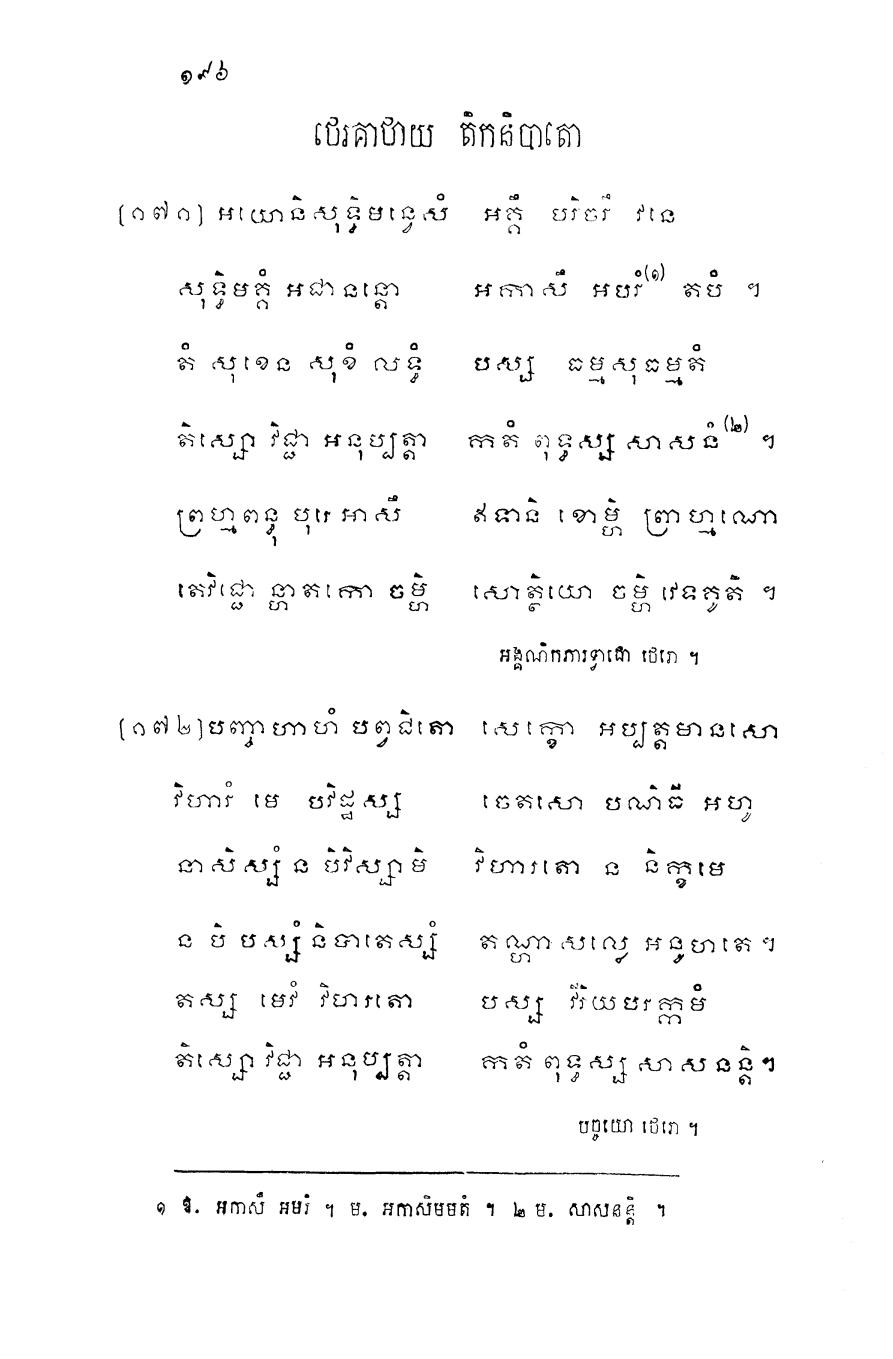 ១៩៦
ថេរគាថាយ តិកនិបាតោ
[១៧១] អយោនិសុទ្ធិមន្វេសំ អគ្គឹ បរិចរឹ វនេ
សុទ្ធិមគ្គំ អជានន្តោ អកាសឹ អបរំ(១) តបំ ។
តំ សុខេន សុខំ លទ្ធំ បស្ស ធម្មសុធម្មតំ
តិស្សោ វិជ្ជា អនុប្បត្តា កតំ ពុទ្ធស្ស សាសនំ(២) ។
ព្រហ្មពន្ធុ បុរេ អាសឹ ឥទានិ ខោម្ហិ ព្រាហ្មណោ
តេវិជ្ជោ ន្ហាតកោ ចម្ហិ សោត្ថិយោ ចម្ហិ វេទគូតិ ។
អង្គណិកភារទ្វាជោ ថេរោ ។
[១៧២] បញ្ចាហាហំ បព្វជិតោ សេក្ខោ អប្បត្តមានសោ
វិហារំ មេ បវិដ្ឋស្ស ចេតសោ បណិធី អហូ
នាសិស្សំ ន បិវិស្សាមិ វិហារតោ ន និក្ខមេ
ន បិ បស្សំ និបាតេស្សំ តណ្ហាសល្លេ អនូហតេ ។
តស្ស មេវំ វិហរតោ បស្ស វីរិយបរក្កមំ
តិស្សោ វិជ្ជា អនុប្បត្តា កតំ ពុទ្ធស្ស សាសនន្តិ ។
បច្ចយោ ថេរោ ។
១ ឱ. អកាសឹ អមរំ ។ ម. អកាសិមមតំ ។ ២ ម. សាសនន្តិ ។